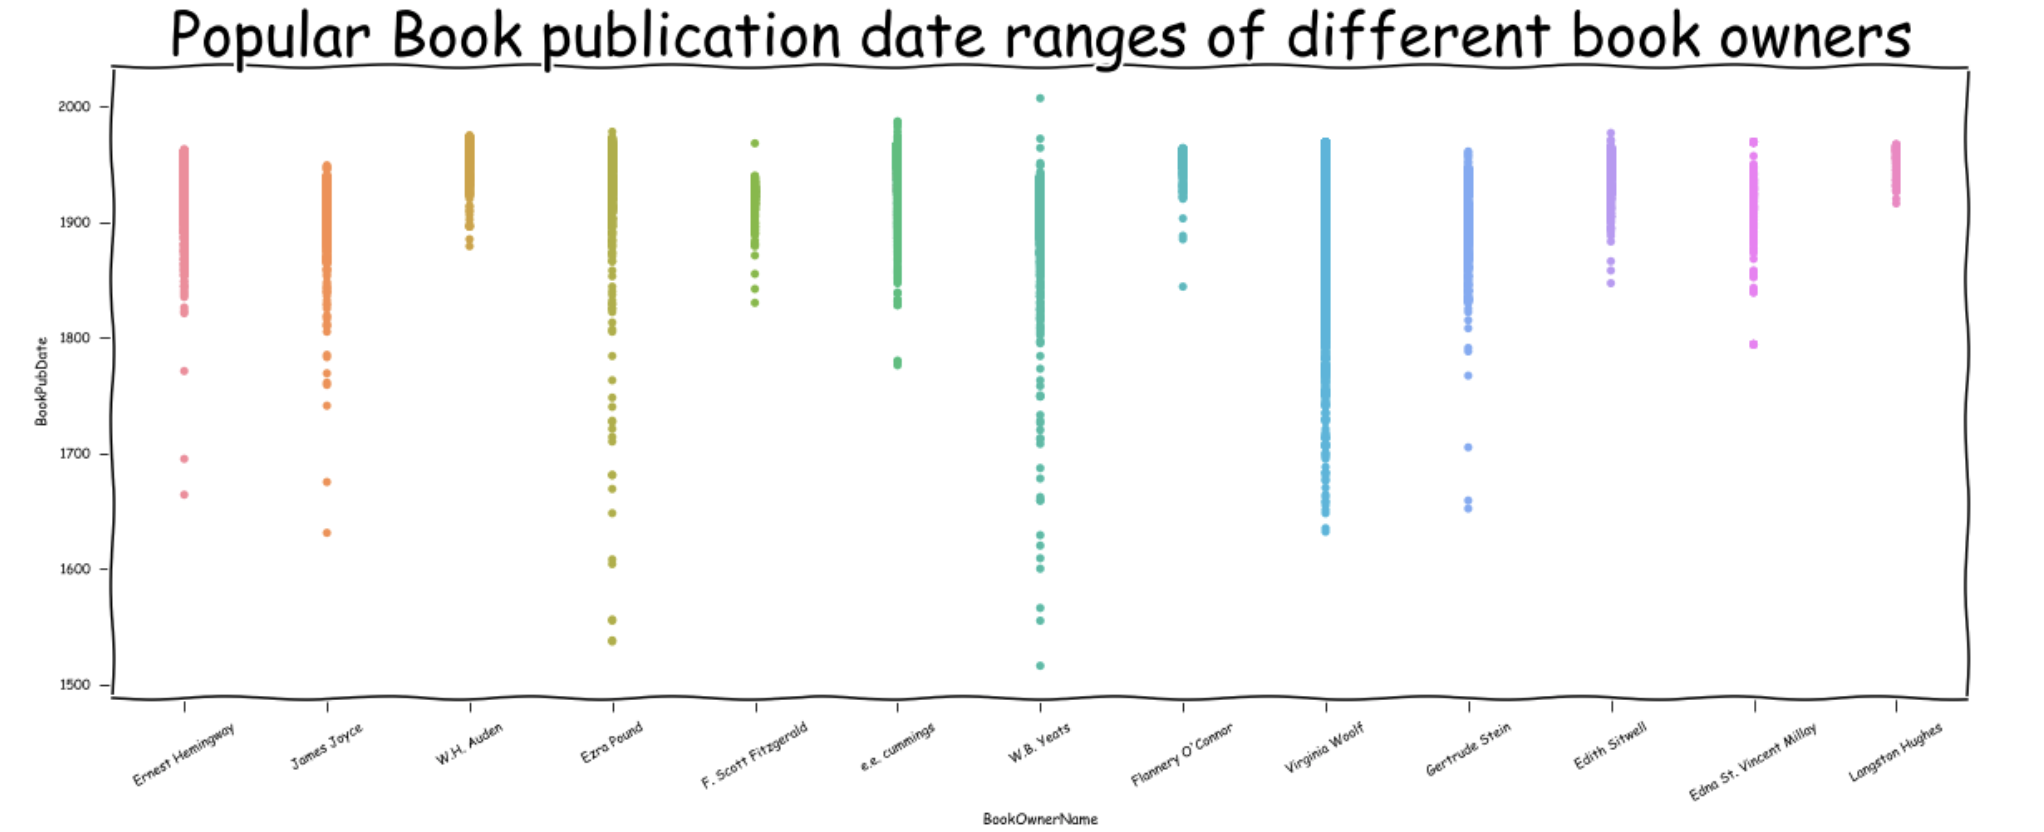 Popular Book publication date ranges of different book owners
2000
1900
1800
1700
1600
1500
BookPubDate
Ernest Hemingway
James Joyce
W.H. Auden
Ezra Pound
F. Scott Fitzgerald
e.e. cummings
W.B. Yeats
Flannery O'Connor
Virginia Woolf
Gertrude Stein
Edith Sitwell
Edna St. Vincent Millay
Langston Hughes
BookOwnerName